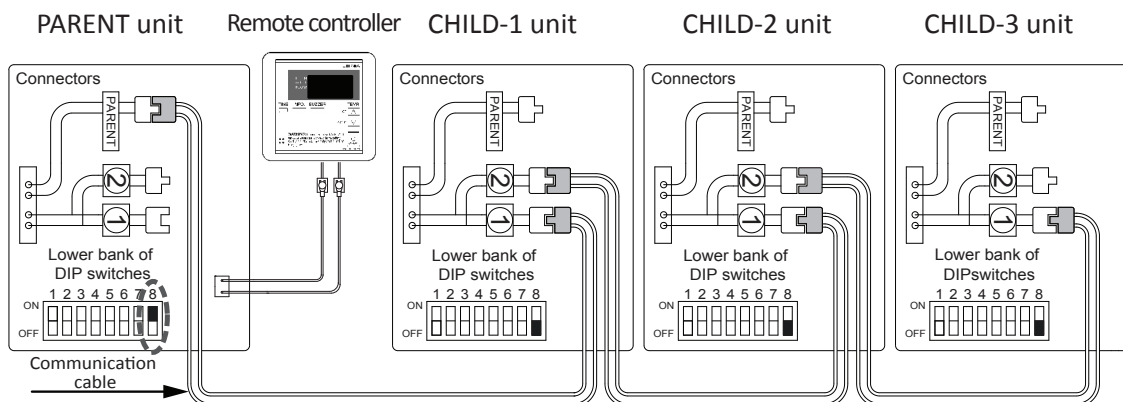 PARENT unit
Remote controller
CHILD-1 unit
CHILD-2 unit
CHILD-3 unit
Connectors
PARENT
2
1
Lower bank of
DIP switches
1 2 3 4 5 6 7 8
ON
OFF
Communication
cable
TIME INFO. BUZZER TEMP.
Connectors
PARENT
2
1
Lower bank of
DIP switches
1 2 3 4 5 6 7 8
ON
OFF
Connectors
PARENT
2
1
Lower bank of
DIP switches
1 2 3 4 5 6 7 8
ON
OFF
Connectors
PARENT
2
1
Lower bank of
DIPswitches
1 2 3 4 5 6 7 8
ON
OFF